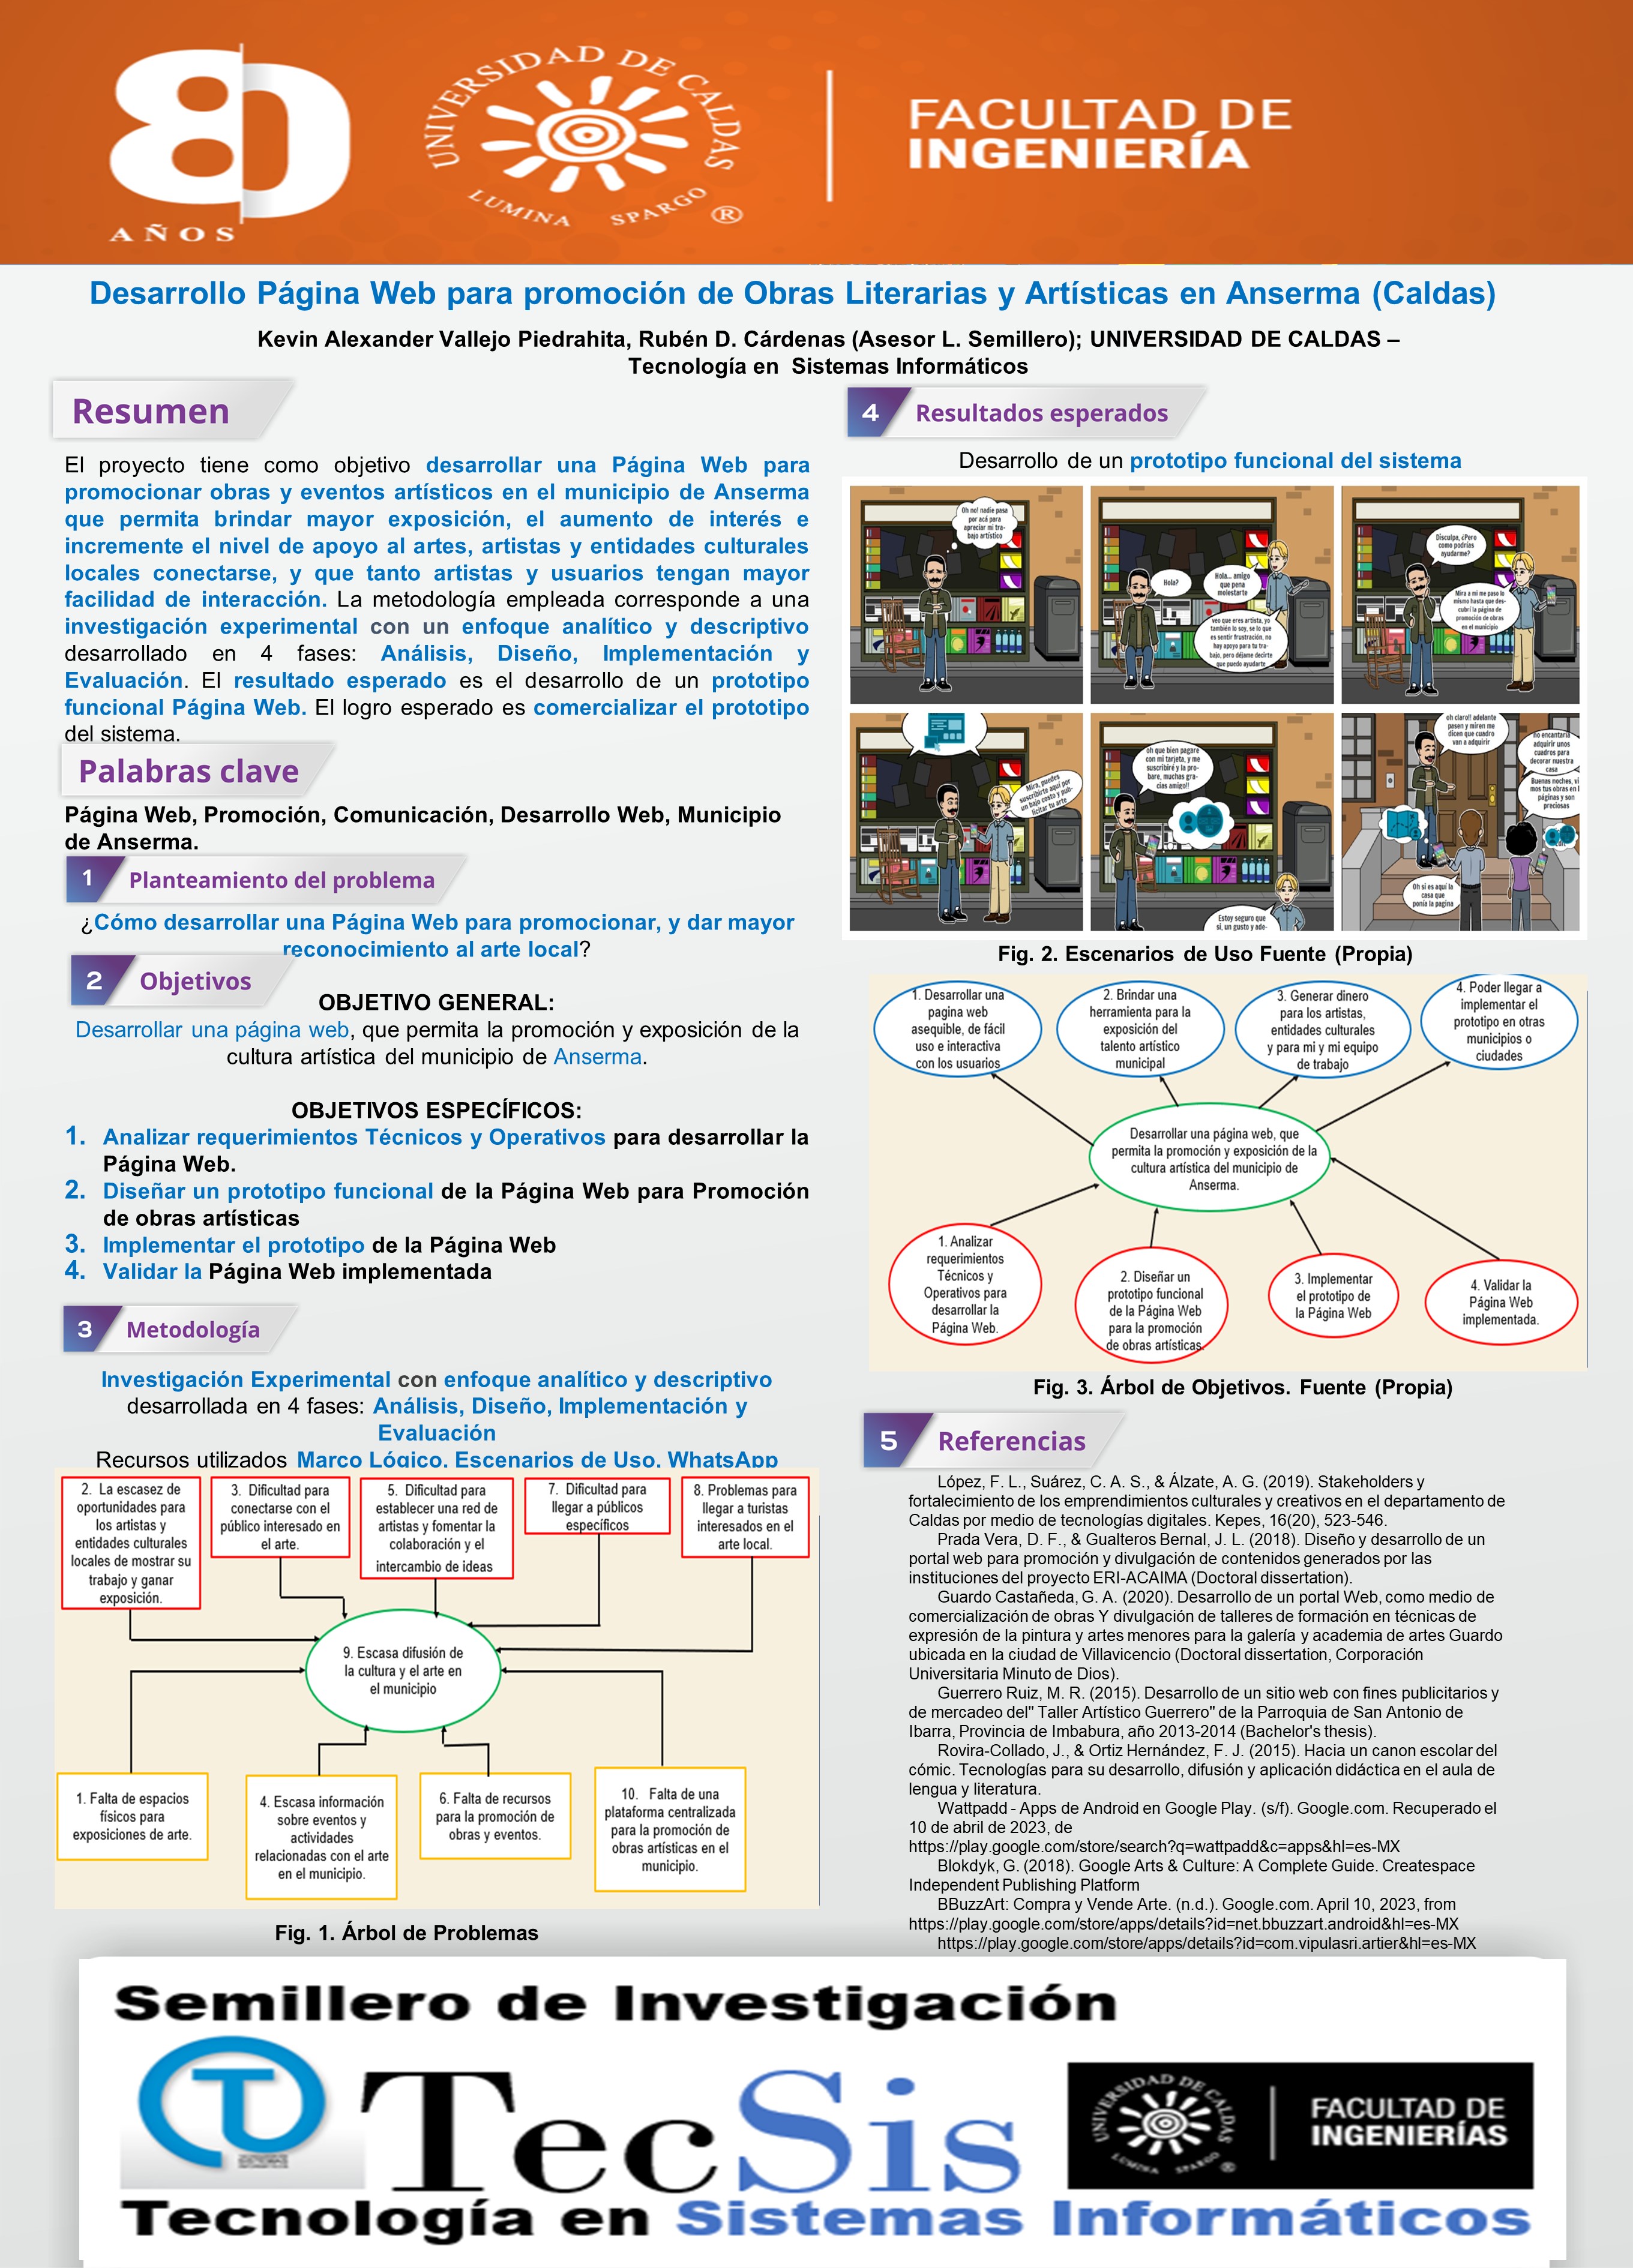 80
AÑOS
UNIVERSIDAD DE CALDAS
LUMINA SPARGO
®
FACULTAD DE
INGENIERÍA
Desarrollo Página Web para promoción de Obras Literarias y Artísticas en Anserma (Caldas)
Kevin Alexander Vallejo Piedrahita, Rubén D. Cárdenas (Asesor L. Semillero); UNIVERSIDAD DE CALDAS –
Tecnología en Sistemas Informáticos
Resumen
El proyecto tiene como objetivo desarrollar una Página Web para
promocionar obras y eventos artísticos en el municipio de Anserma
que permita brindar mayor exposición, el aumento de interés e
incremente el nivel de apoyo al artes, artistas y entidades culturales
locales conectarse, y que tanto artistas y usuarios tengan mayor
facilidad de interacción. La metodología empleada corresponde a una
investigación experimental con un enfoque analítico y descriptivo
desarrollado en 4 fases: Análisis, Diseño, Implementación y
Evaluación. El resultado esperado es el desarrollo de un prototipo
funcional Página Web. El logro esperado es comercializar el prototipo
del sistema.
Palabras clave
Página Web, Promoción, Comunicación, Desarrollo Web, Municipio
de Anserma.
1 Planteamiento del problema
¿Cómo desarrollar una Página Web para promocionar, y dar mayor
reconocimiento al arte local?
2 Objetivos
OBJETIVO GENERAL:
Desarrollar una página web, que permita la promoción y exposición de la
cultura artística del municipio de Anserma.
OBJETIVOS ESPECÍFICOS:
1. Analizar requerimientos Técnicos y Operativos para desarrollar la
Página Web.
2. Diseñar un prototipo funcional de la Página Web para Promoción
de obras artísticas
3. Implementar el prototipo de la Página Web
4. Validar la Página Web implementada
3 Metodología
Investigación Experimental con enfoque analítico y descriptivo
desarrollada en 4 fases: Análisis, Diseño, Implementación y
Evaluación
Recursos utilizados Marco Lógico, Escenarios de Uso, WhatsApp
2. La escasez de
oportunidades para
los artistas y
entidades culturales
locales de mostrar su
trabajo y ganar
exposición.
3. Dificultad para
conectarse con el
público interesado en
el arte.
5. Dificultad para
establecer una red de
artistas y fomentar la
colaboración y el
intercambio de ideas
7. Dificultad para
llegar a públicos
específicos
8. Problemas para
llegar a turistas
interesados en el
arte local.
9. Escasa difusión de
la cultura y el arte en
el municipio
1. Falta de espacios
físicos para
exposiciones de arte.
4. Escasa información
sobre eventos y
actividades
relacionadas con el arte
en el municipio.
6. Falta de recursos
para la promoción de
obras y eventos.
10. Falta de una
plataforma centralizada
para la promoción de
obras artísticas en el
municipio.
Fig. 1. Árbol de Problemas
4 Resultados esperados
Desarrollo de un prototipo funcional del sistema
Oh no! nadie pasa
por acá para
apreciar mi tra-
bajo artístico
Hola?
Hola... amigo
que pena
molestarte
veo que eres artista, yo
también lo soy, se lo que
es sentir frustración, no
hay apoyo para tu tra-
bajo, pero déjame decirte
que puedo ayudarte
Disculpa, ¿Pero
como podrías
ayudarme?
Mira a mi me paso lo
mismo hasta que des-
cubrí la página de
promoción de obras
en el municipio
Mira, puedes
suscribirte aquí por
un bajo costo y pub-
licitar tu arte
oh que bien pagare
con mi tarjeta, y me
suscribiré y la pro-
bare, muchas gra-
cias amigo!!
Estoy seguro que
si, un gusto y ade-
oh claro!! adelante
pasen y miren me
dicen que cuadro
van a adquirir
no encantaría
adquirir unos
cuadros para
decorar nuestra
casa
Buenas noches, vi
mos tus obras en l
páginas y son
preciosas
Oh si es aquí la
casa que
ponía la pagina
Fig. 2. Escenarios de Uso Fuente (Propia)
1. Desarrollar una
pagina web
asequible, de fácil
uso e interactiva
con los usuarios
2. Brindar una
herramienta para la
exposición del
talento artístico
municipal
3. Generar dinero
para los artistas,
entidades culturales
y para mi y mi equipo
de trabajo
4. Poder llegar a
implementar el
prototipo en otras
municipios o
ciudades
Desarrollar una página web, que
permita la promoción y exposición de la
cultura artística del municipio de
Anserma.
1. Analizar
requerimientos
Técnicos y
Operativos para
desarrollar la
Página Web.
2. Diseñar un
prototipo funcional
de la Página Web
para la promoción
de obras artísticas.
3. Implementar
el prototipo de
la Página Web
4. Validar la
Página Web
implementada.
Fig. 3. Árbol de Objetivos. Fuente (Propia)
5 Referencias
López, F. L., Suárez, C. A. S., & Álzate, A. G. (2019). Stakeholders y
fortalecimiento de los emprendimientos culturales y creativos en el departamento de
Caldas por medio de tecnologías digitales. Kepes, 16(20), 523-546.
Prada Vera, D. F., & Gualteros Bernal, J. L. (2018). Diseño y desarrollo de un
portal web para promoción y divulgación de contenidos generados por las
instituciones del proyecto ERI-ACAIMA (Doctoral dissertation).
Guardo Castañeda, G. A. (2020). Desarrollo de un portal Web, como medio de
comercialización de obras Y divulgación de talleres de formación en técnicas de
expresión de la pintura y artes menores para la galería y academia de artes Guardo
ubicada en la ciudad de Villavicencio (Doctoral dissertation, Corporación
Universitaria Minuto de Dios).
Guerrero Ruiz, M. R. (2015). Desarrollo de un sitio web con fines publicitarios y
de mercadeo del" Taller Artístico Guerrero" de la Parroquia de San Antonio de
Ibarra, Provincia de Imbabura, año 2013-2014 (Bachelor's thesis).
Rovira-Collado, J., & Ortiz Hernández, F. J. (2015). Hacia un canon escolar del
cómic. Tecnologías para su desarrollo, difusión y aplicación didáctica en el aula de
lengua y literatura.
Wattpadd - Apps de Android en Google Play. (s/f). Google.com. Recuperado el
10 de abril de 2023, de
https://play.google.com/store/search?q=wattpadd&c=apps&hl=es-MX
Blokdyk, G. (2018). Google Arts & Culture: A Complete Guide. Createspace
Independent Publishing Platform
BBuzzArt: Compra y Vende Arte. (n.d.). Google.com. April 10, 2023, from
https://play.google.com/store/apps/details?id=net.bbuzzart.android&hl=es-MX
https://play.google.com/store/apps/details?id=com.vipulasri.artier&hl=es-MX
Semillero de Investigación
TecSis
UNIVERSIDAD DE CALDAS
LUMINA SPARGO
®
FACULTAD DE
INGENIERÍAS
Tecnología en Sistemas Informáticos